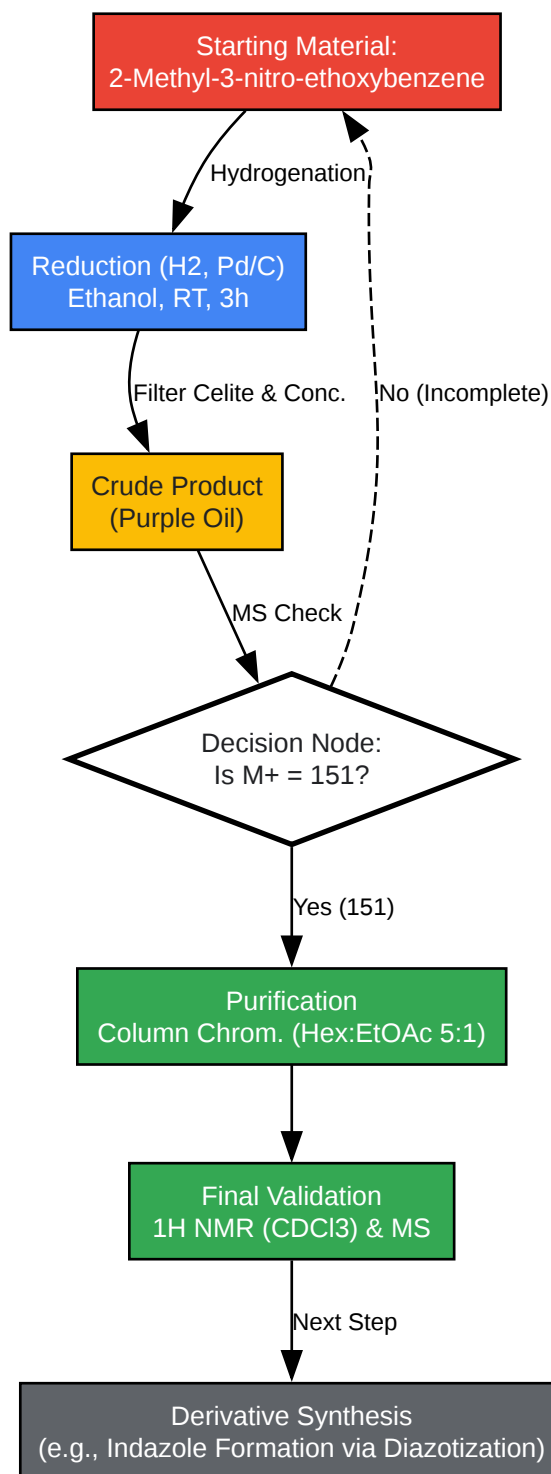 Starting Material:
2-Methyl-3-nitro-ethoxybenzene
Hydrogenation
Reduction (H2, Pd/C)
Ethanol, RT, 3h
Filter Celite & Conc.
No (Incomplete)
Crude Product
(Purple Oil)
MS Check
Decision Node:
Is M+ = 151?
Yes (151)
Purification
Column Chrom. (Hex:EtOAc 5:1)
Final Validation
1H NMR (CDCl3) & MS
Next Step
Derivative Synthesis
(e.g., Indazole Formation via Diazotization)